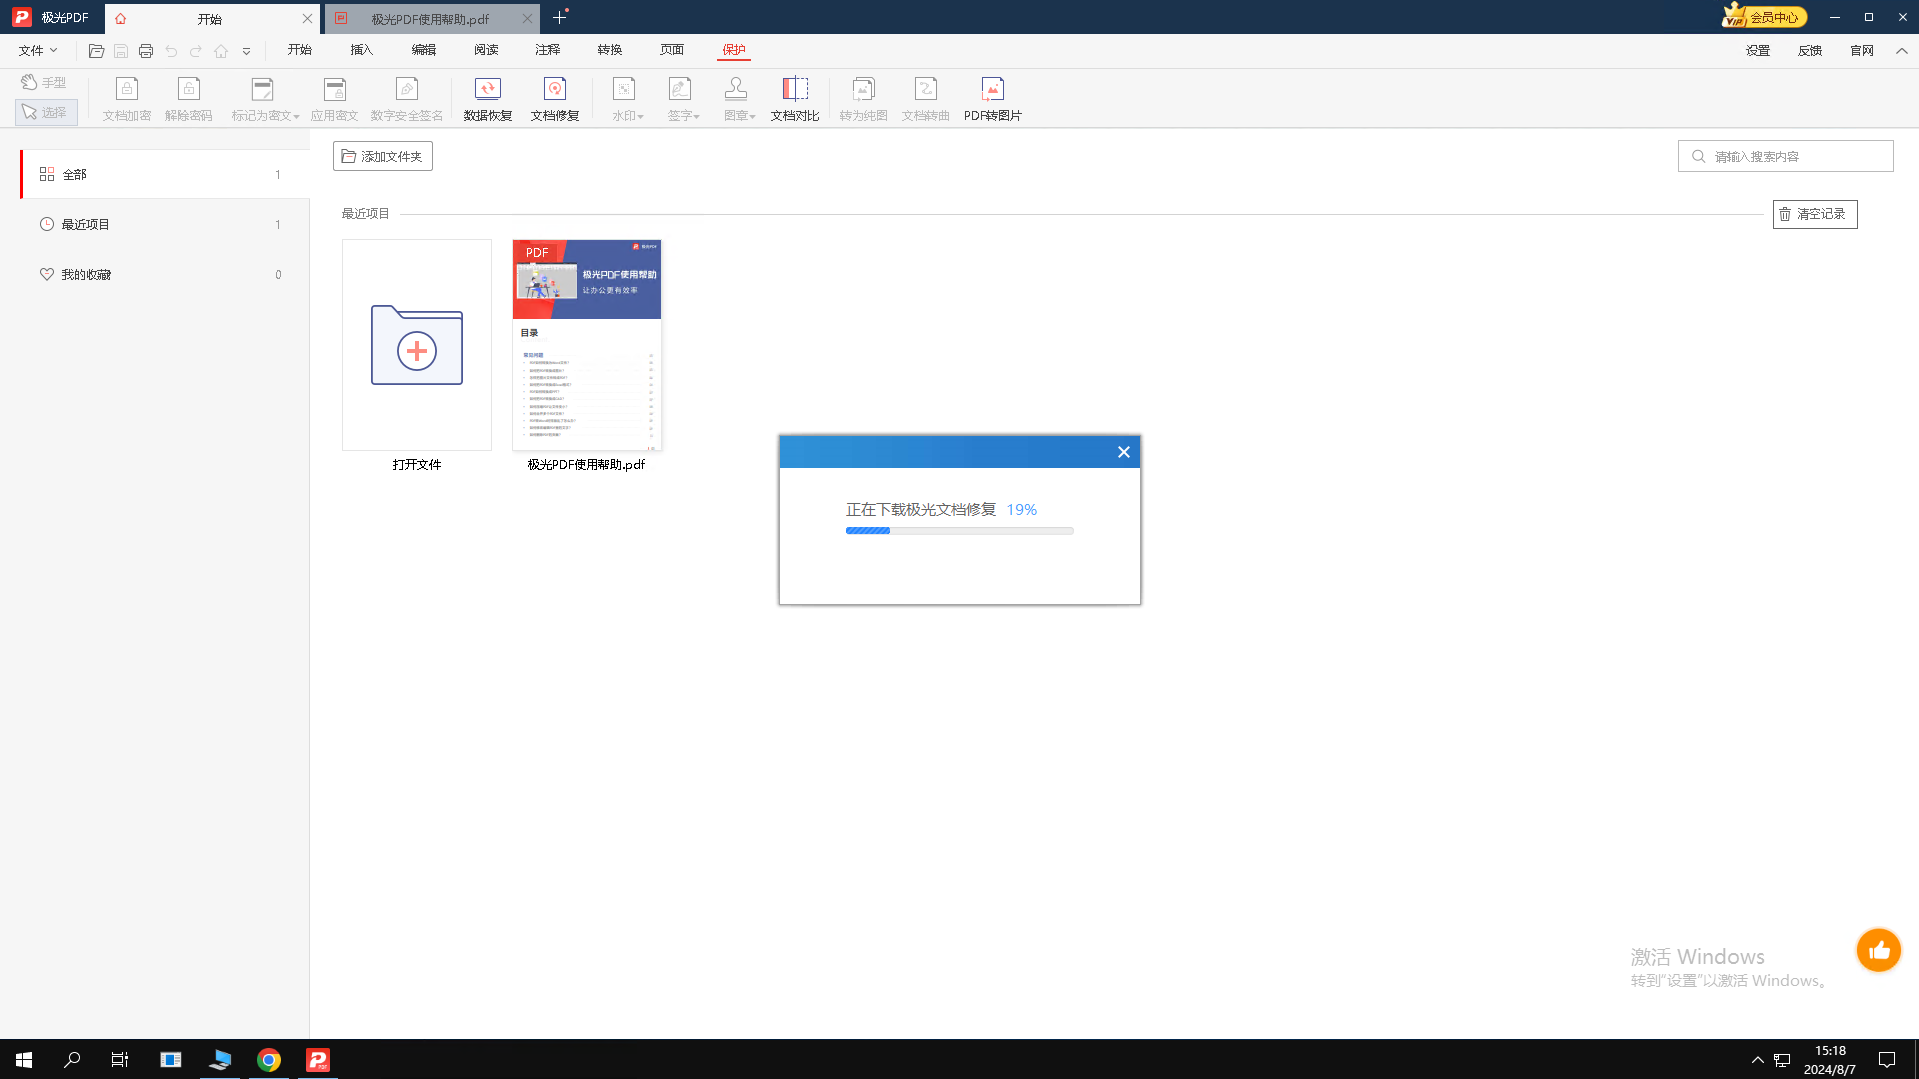 极光PDF
开始
极光PDF使用帮助.pdf
VIP 会员中心
文件
开始
插入
编辑
阅读
注释
转换
页面
保护
设置
反馈
官网
手型
选择
文档加密
解除密码
标记为密文
应用密文
数字安全签名
数据恢复
文档修复
水印
签字
图章
文档对比
转为纯图
文档转曲
PDF转图片
全部 1
最近项目 1
我的收藏 0
添加文件夹
请输入搜索内容
最近项目
清空记录
PDF
极光PDF
极光PDF使用帮助
让办公更有效率
目录
常见问题
打开文件
极光PDF使用帮助.pdf
正在下载极光文档修复 19%
激活 Windows
转到“设置”以激活 Windows。
15:18
2024/8/7